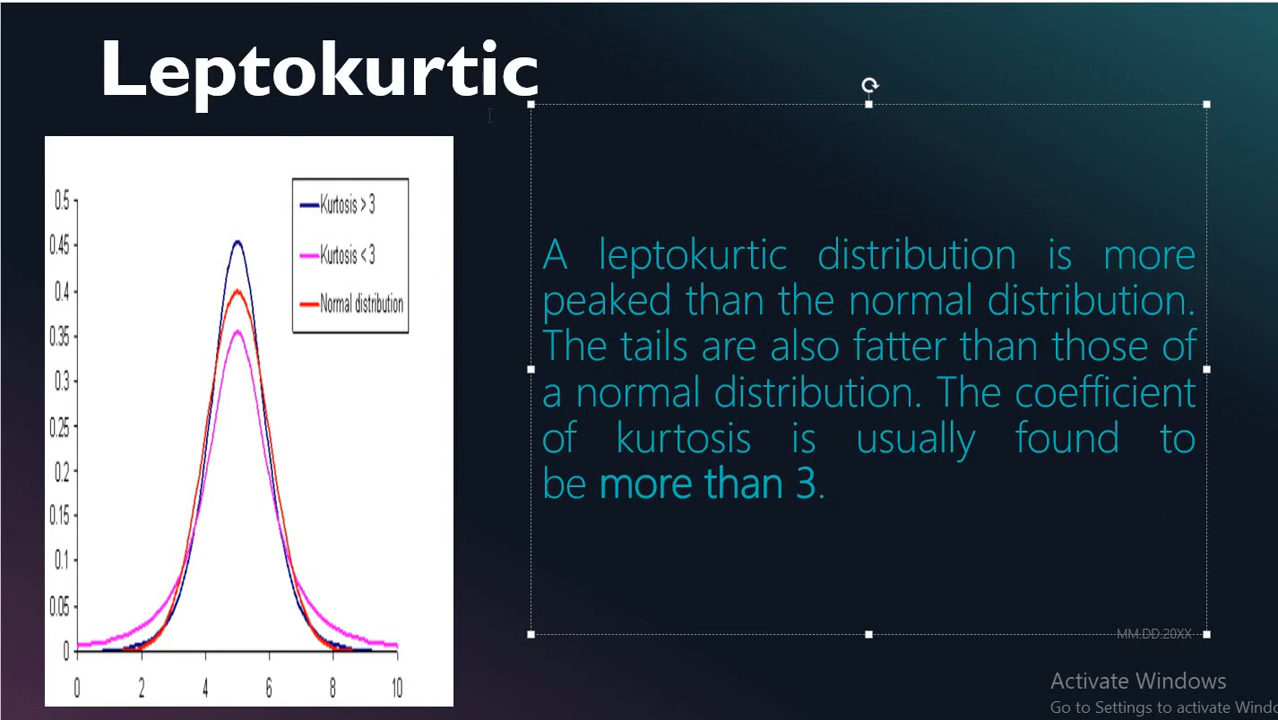 Leptokurtic
0.5
0.45
0.4
0.35
0.3
0.25
0.2
0.15
0.1
0.05
0
0 2 4 6 8 10
Kurtosis > 3
Kurtosis < 3
Normal distribution
A leptokurtic distribution is more
peaked than the normal distribution.
The tails are also fatter than those of
a normal distribution. The coefficient
of kurtosis is usually found to
be more than 3.
MM.DD.20XX
Activate Windows
Go to Settings to activate Windo